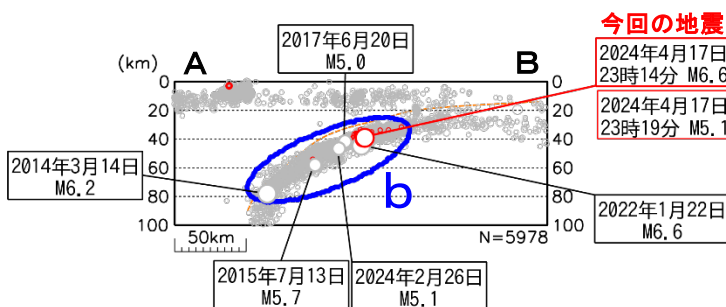 今回の地震
2017年6月20日
M5.0
A
B
(km)
2024年4月17日
23時14分 M6.6
2024年4月17日
23時19分 M5.1
0
20
40
60
80
100
0
20
40
60
80
100
2014年3月14日
M6.2
b
2022年1月22日
M6.6
50km
N=5978
2015年7月13日
M5.7
2024年2月26日
M5.1